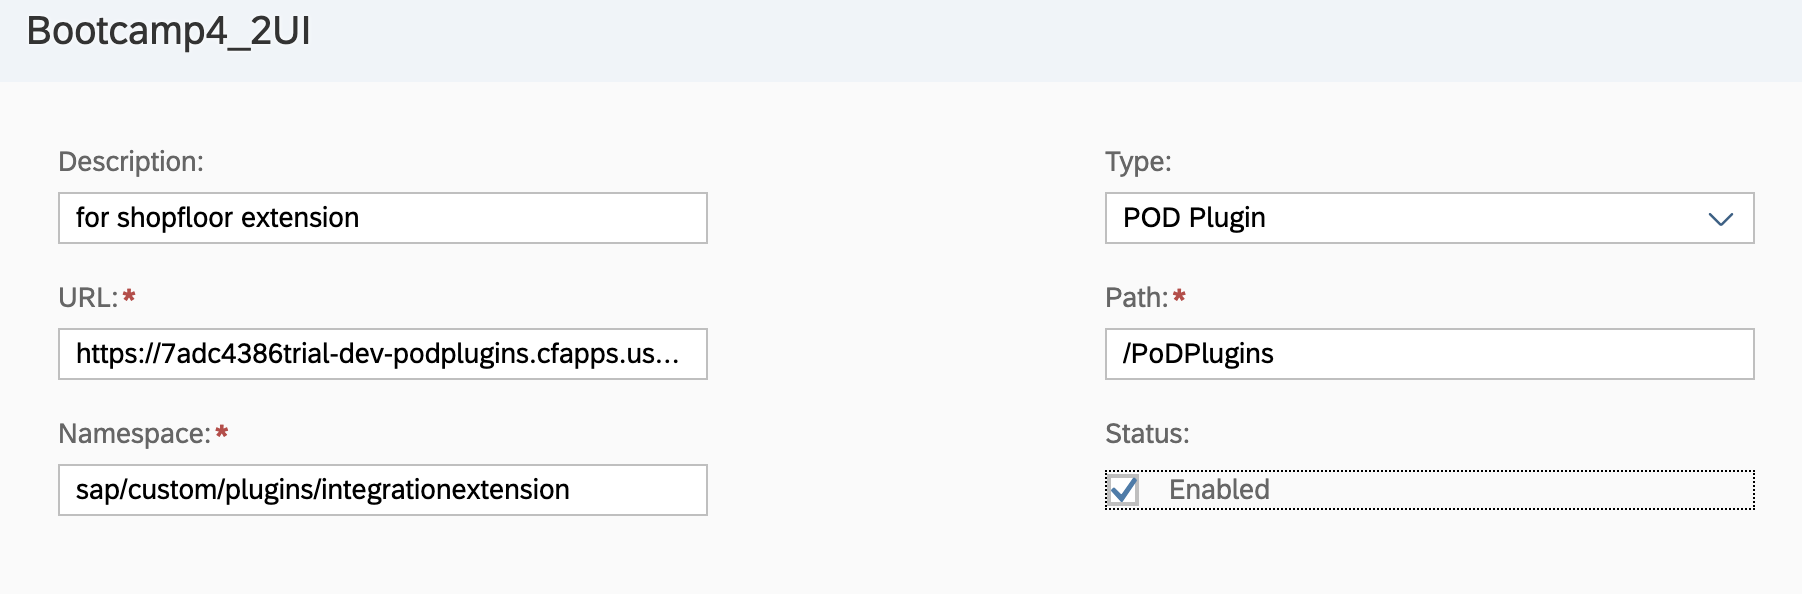 Bootcamp4_2UI
Description:
for shopfloor extension
Type:
POD Plugin
URL:*
https://7adc4386trial-dev-podplugins.cfapps.us...
Path:*
/PoDPlugins
Namespace:*
sap/custom/plugins/integrationextension
Status:
Enabled